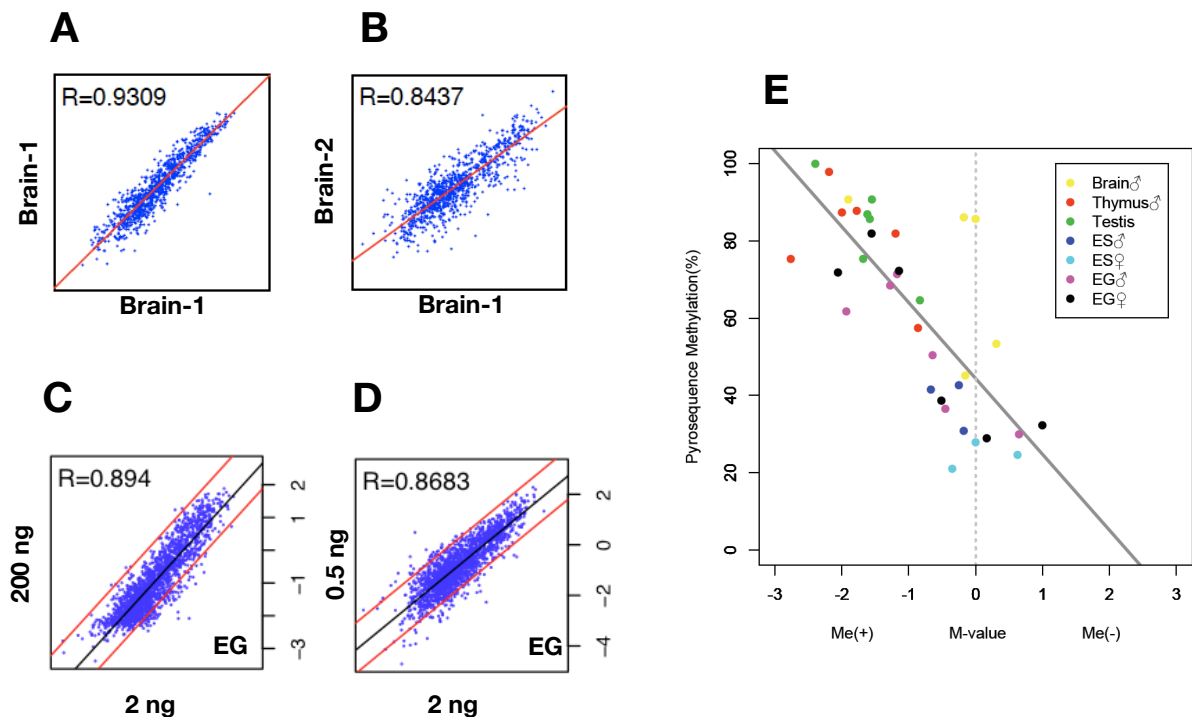 A
R=0.9309
Brain-1
Brain-1
B
R=0.8437
Brain-2
Brain-1
C
R=0.894
200 ng
2
1
-1
-3
EG
2 ng
D
R=0.8683
0.5 ng
2
0
-2
-4
EG
2 ng
E
Pyrosequence Methylation(%)
100
80
60
40
20
0
Brain♂
Thymus♂
Testis
ES♂
ES♀
EG♂
EG♀
-3 -2 -1 0 1 2 3
Me(+) M-value Me(-)